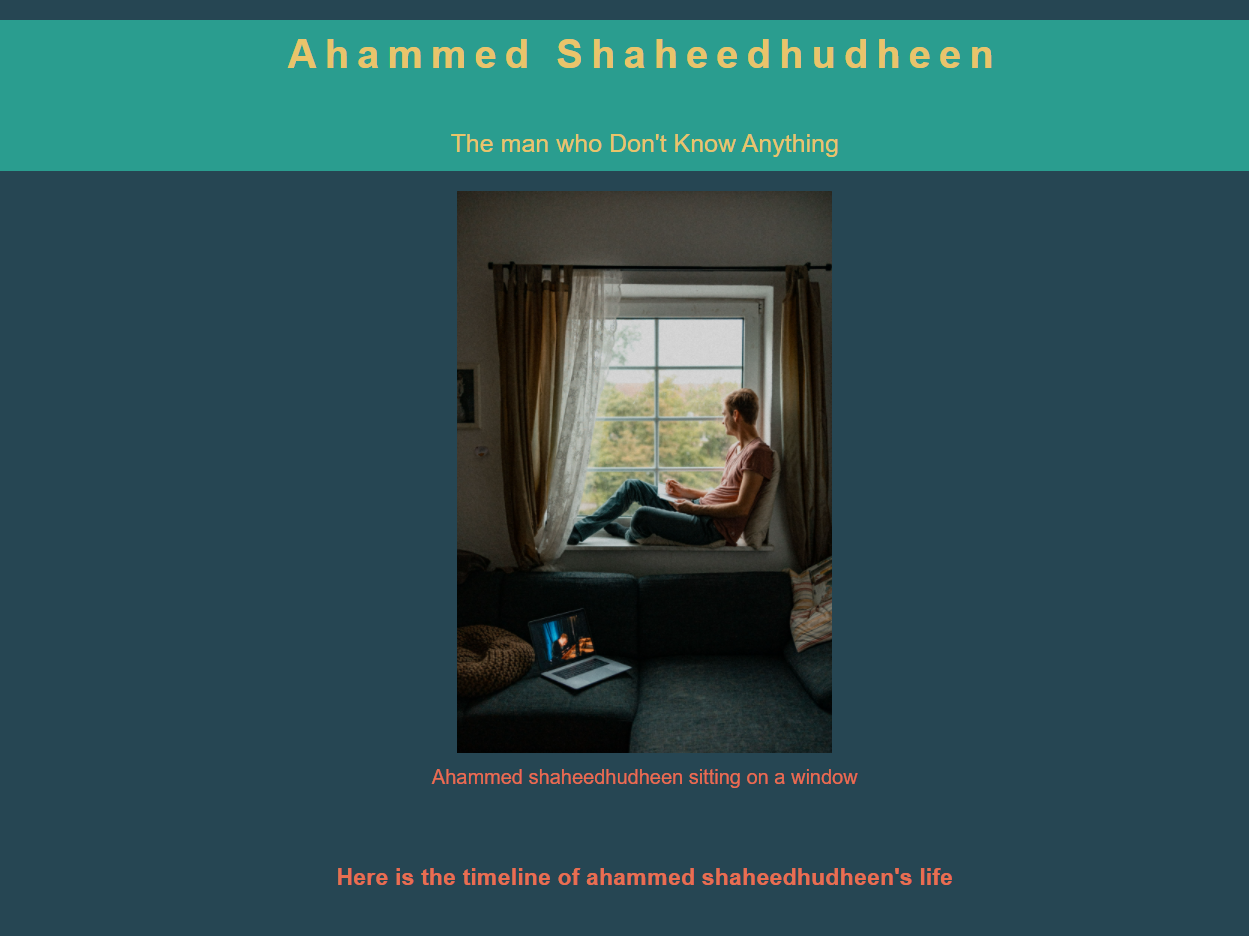 Ahammed Shaheedhudheen
The man who Don't Know Anything
Ahammed shaheedhudheen sitting on a window
Here is the timeline of ahammed shaheedhudheen's life